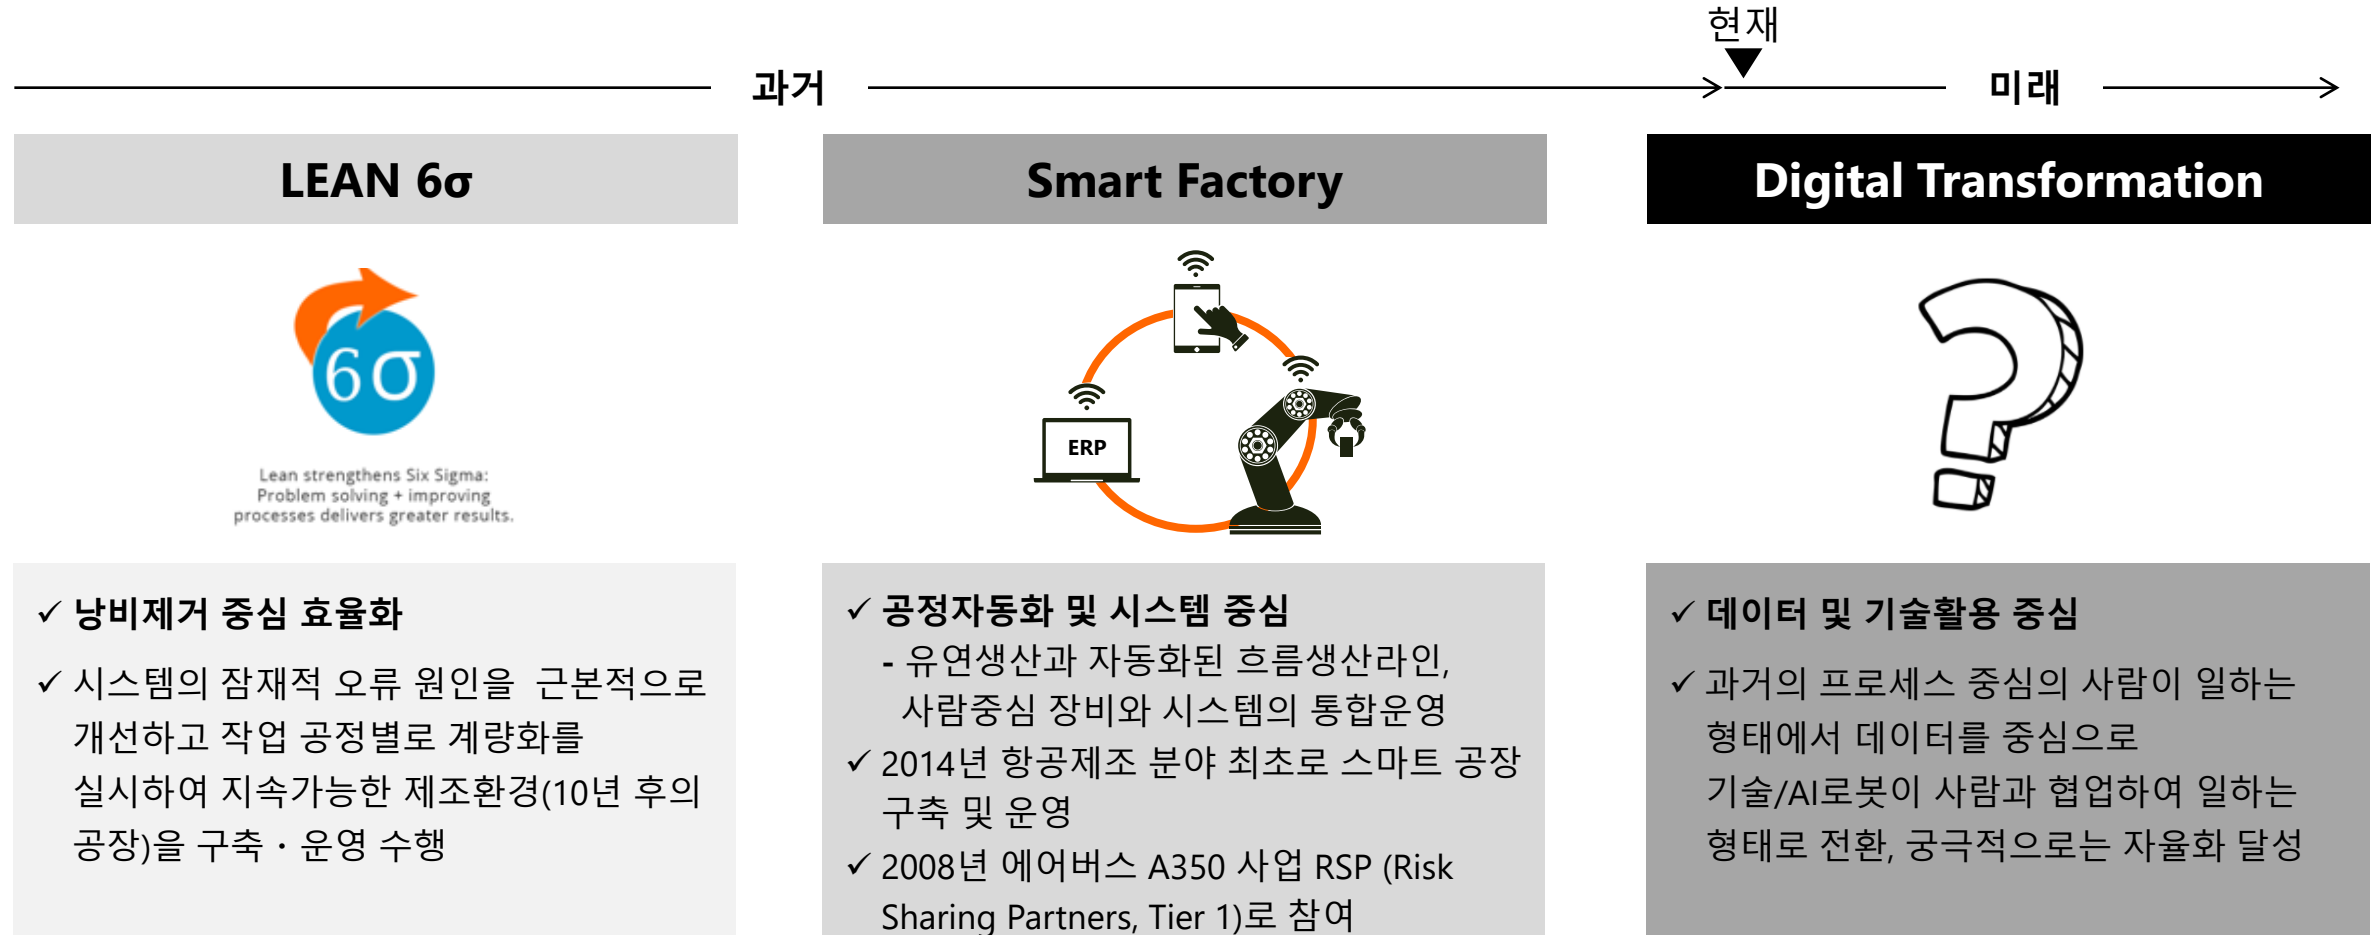 현재
과거
미래
LEAN 6σ
6σ
Lean strengthens Six Sigma:
Problem solving + improving
processes delivers greater results.
✓ 낭비제거 중심 효율화
✓ 시스템의 잠재적 오류 원인을 근본적으로
개선하고 작업 공정별로 계량화를
실시하여 지속가능한 제조환경(10년 후의
공장)을 구축・운영 수행
Smart Factory
ERP
✓ 공정자동화 및 시스템 중심
- 유연생산과 자동화된 흐름생산라인,
사람중심 장비와 시스템의 통합운영
✓ 2014년 항공제조 분야 최초로 스마트 공장
구축 및 운영
✓ 2008년 에어버스 A350 사업 RSP (Risk
Sharing Partners, Tier 1)로 참여
Digital Transformation
?
✓ 데이터 및 기술활용 중심
✓ 과거의 프로세스 중심의 사람이 일하는
형태에서 데이터를 중심으로
기술/AI로봇이 사람과 협업하여 일하는
형태로 전환, 궁극적으로는 자율화 달성